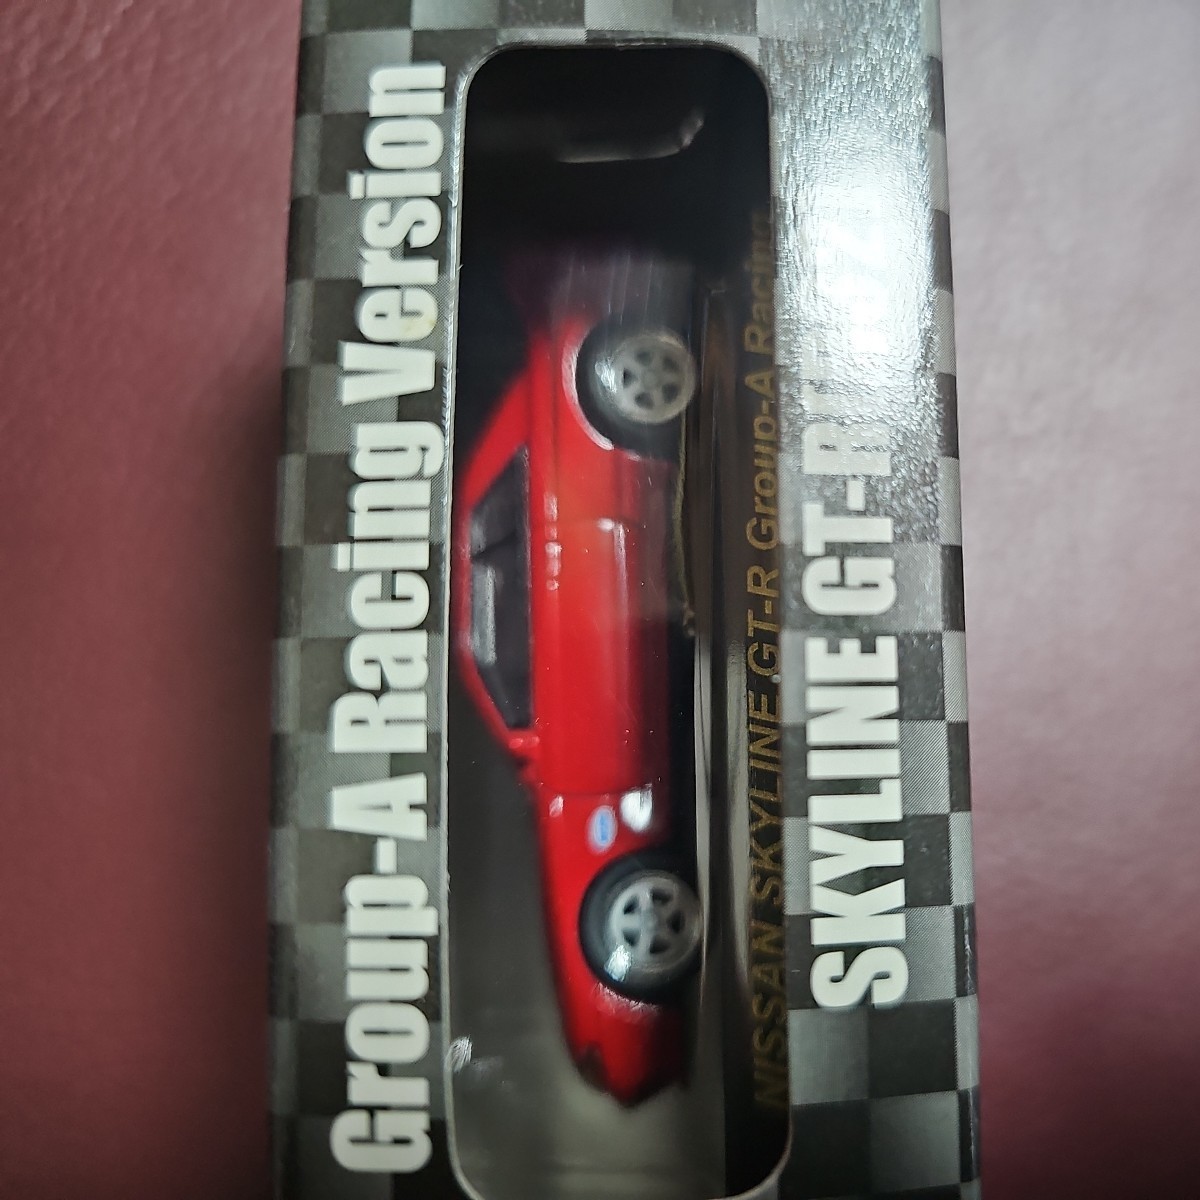 Group-A Racing Version
NISSAN SKYLINE GT-R Group-A Racing
SKYLINE GT-R